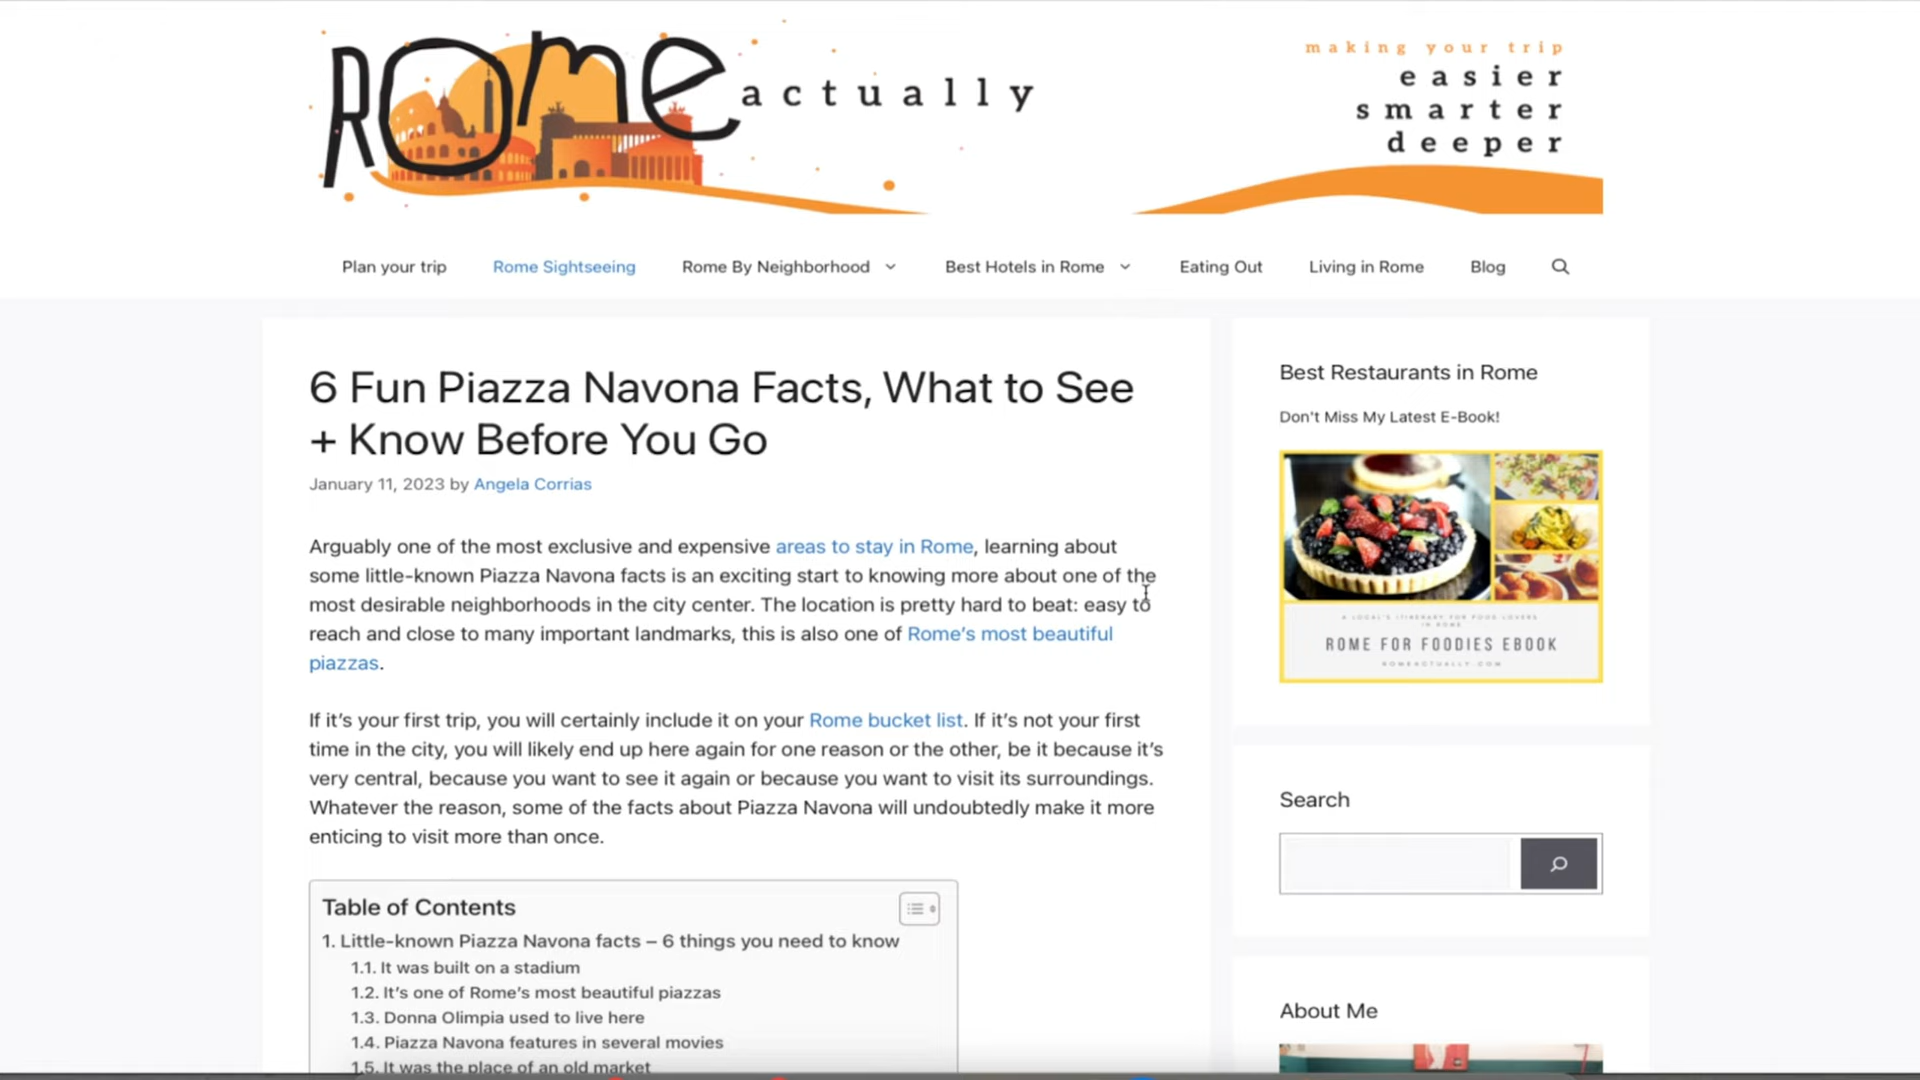 Rome actually
making your trip
easier
smarter
deeper
Plan your trip Rome Sightseeing Rome By Neighborhood Best Hotels in Rome Eating Out Living in Rome Blog
6 Fun Piazza Navona Facts, What to See
+ Know Before You Go
January 11, 2023 by Angela Corrias
Arguably one of the most exclusive and expensive areas to stay in Rome, learning about
some little-known Piazza Navona facts is an exciting start to knowing more about one of the
most desirable neighborhoods in the city center. The location is pretty hard to beat: easy to
reach and close to many important landmarks, this is also one of Rome's most beautiful
piazzas.
If it's your first trip, you will certainly include it on your Rome bucket list. If it's not your first
time in the city, you will likely end up here again for one reason or the other, be it because it's
very central, because you want to see it again or because you want to visit its surroundings.
Whatever the reason, some of the facts about Piazza Navona will undoubtedly make it more
enticing to visit more than once.
Table of Contents
1. Little-known Piazza Navona facts – 6 things you need to know
1.1. It was built on a stadium
1.2. It's one of Rome's most beautiful piazzas
1.3. Donna Olimpia used to live here
1.4. Piazza Navona features in several movies
1.5. It was the place of an old market
Best Restaurants in Rome
Don't Miss My Latest E-Book!
A LOCAL'S ITINERARY FOR FOOD LOVERS
IN ROME
ROME FOR FOODIES EBOOK
ROMEACTUALLY.COM
Search
About Me